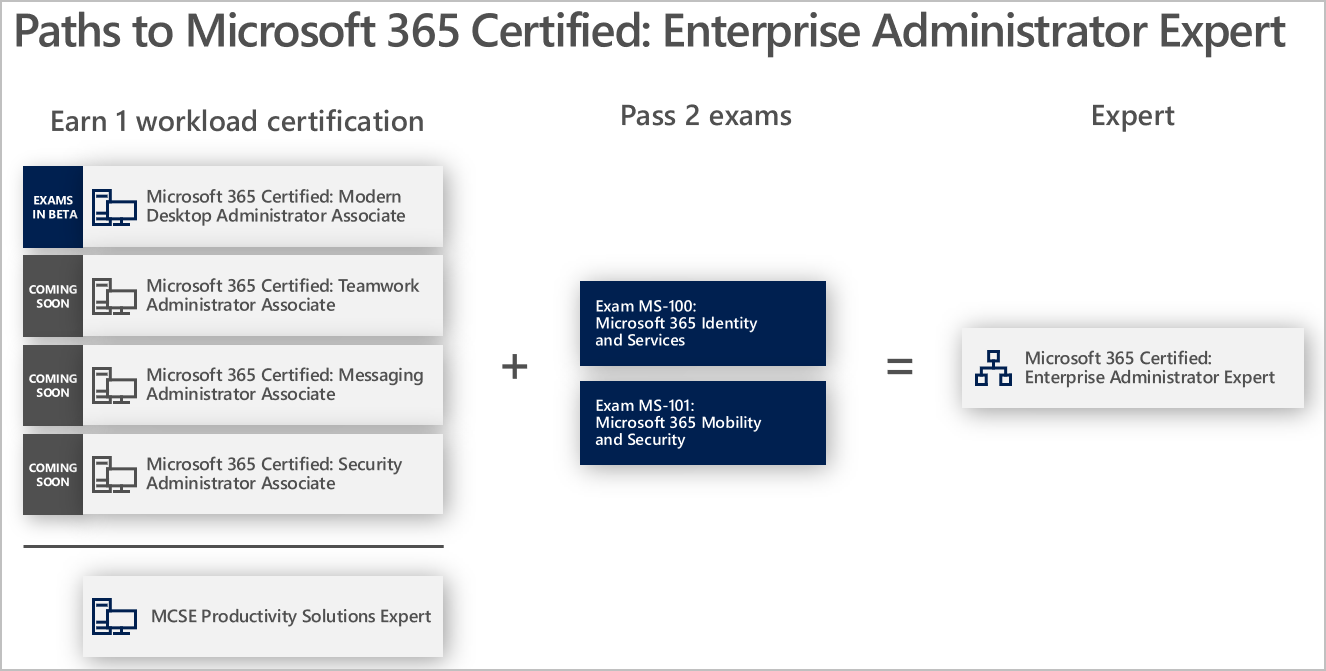 Paths to Microsoft 365 Certified: Enterprise Administrator Expert
Earn 1 workload certification
EXAMS
IN BETA
Microsoft 365 Certified: Modern
Desktop Administrator Associate
COMING
SOON
Microsoft 365 Certified: Teamwork
Administrator Associate
COMING
SOON
Microsoft 365 Certified: Messaging
Administrator Associate
COMING
SOON
Microsoft 365 Certified: Security
Administrator Associate
MCSE Productivity Solutions Expert
+
Pass 2 exams
Exam MS-100:
Microsoft 365 Identity
and Services
Exam MS-101:
Microsoft 365 Mobility
and Security
=
Expert
Microsoft 365 Certified:
Enterprise Administrator Expert